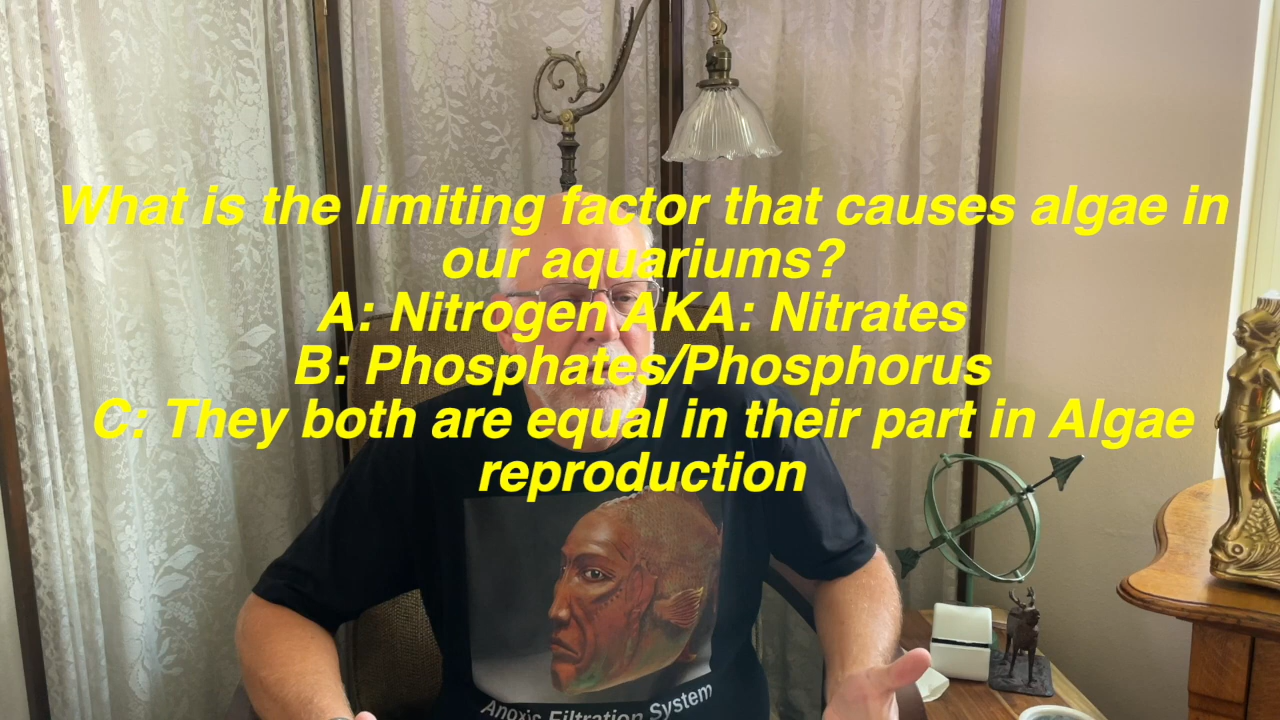 What is the limiting factor that causes algae in
our aquariums?
A: Nitrogen AKA: Nitrates
B: Phosphates/Phosphorus
C: They both are equal in their part in Algae
reproduction
Anoxic Filtration System